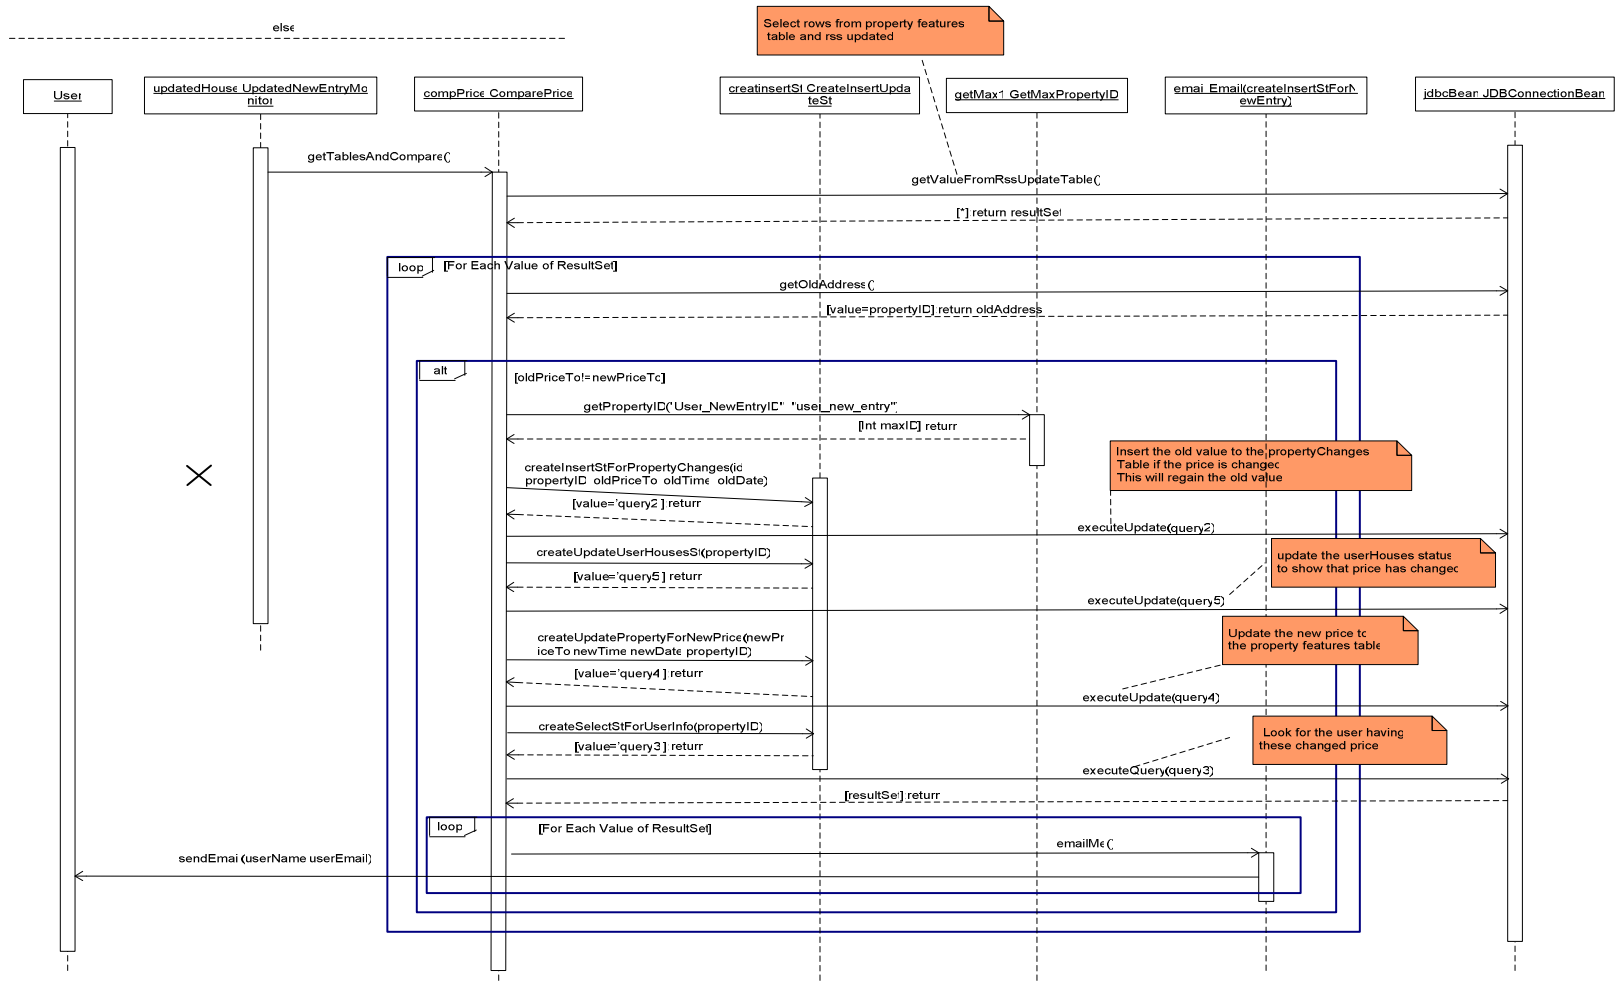 else
Select rows from property features
table and rss updated
User
updatedHouse UpdatedNewEntryMo
nitor
compPrice ComparePrice
creatinsertSt CreateInsertUpda
teSt
getMax1 GetMaxPropertyID
emai Email(createInsertStForN
ewEntry)
jdbcBean JDBConnectionBean
getTablesAndCompare()
getValueFromRssUpdateTable()
[*] return resultSet
loop
[For Each Value of ResultSet]
getOldAddress()
[value=propertyID] return oldAddress
alt
[oldPriceTo!=newPriceTo]
getPropertyID("User_NewEntryID" "user_new_entry")
[Int maxID] return
Insert the old value to the propertyChanges
Table if the price is changed
This will regain the old value
createInsertStForPropertyChanges(id
propertyID oldPriceTo oldTime oldDate)
[value='query2'] return
executeUpdate(query2)
update the userHouses status
to show that price has changed
createUpdateUserHousesSt(propertyID)
[value='query5'] return
executeUpdate(query5)
Update the new price to
the property features table
createUpdatePropertyForNewPrice(newPr
iceTo newTime newDate propertyID)
[value='query4'] return
executeUpdate(query4)
createSelectStForUserInfo(propertyID)
Look for the user having
these changed price
[value='query3'] return
executeQuery(query3)
[resultSet] return
loop
[For Each Value of ResultSet]
emailMe()
sendEmai(userName userEmail)